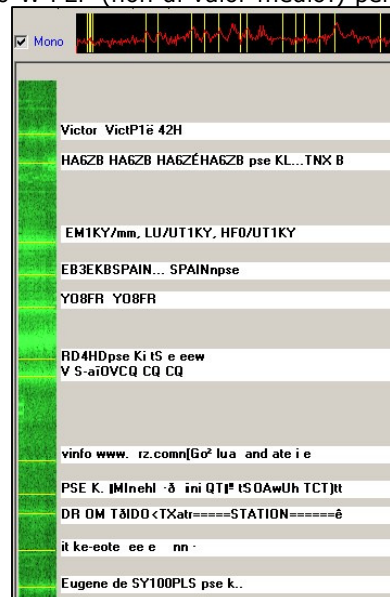 Mono
Victor VictP1ë 42H
HA6ZB HA6ZB HA6ZÉHA6ZB pse KL...TNX B
EM1KY/mm, LU/UT1KY, HF0/UT1KY
EB3EKBSPAIN... SPAINnpse
YO8FR YO8FR
RD4HDpse Ki tS e eew
V S-aïOVCQ CQ CQ
vinfo www. rz.comn[Go² lua and ate i e
PSE K. ini tSOAwUh TCT)tt
DR OM TðIDO<TXatr=====STATION======ê
it ke-eote ee e nn ·
Eugene de SY100PLS pse k..